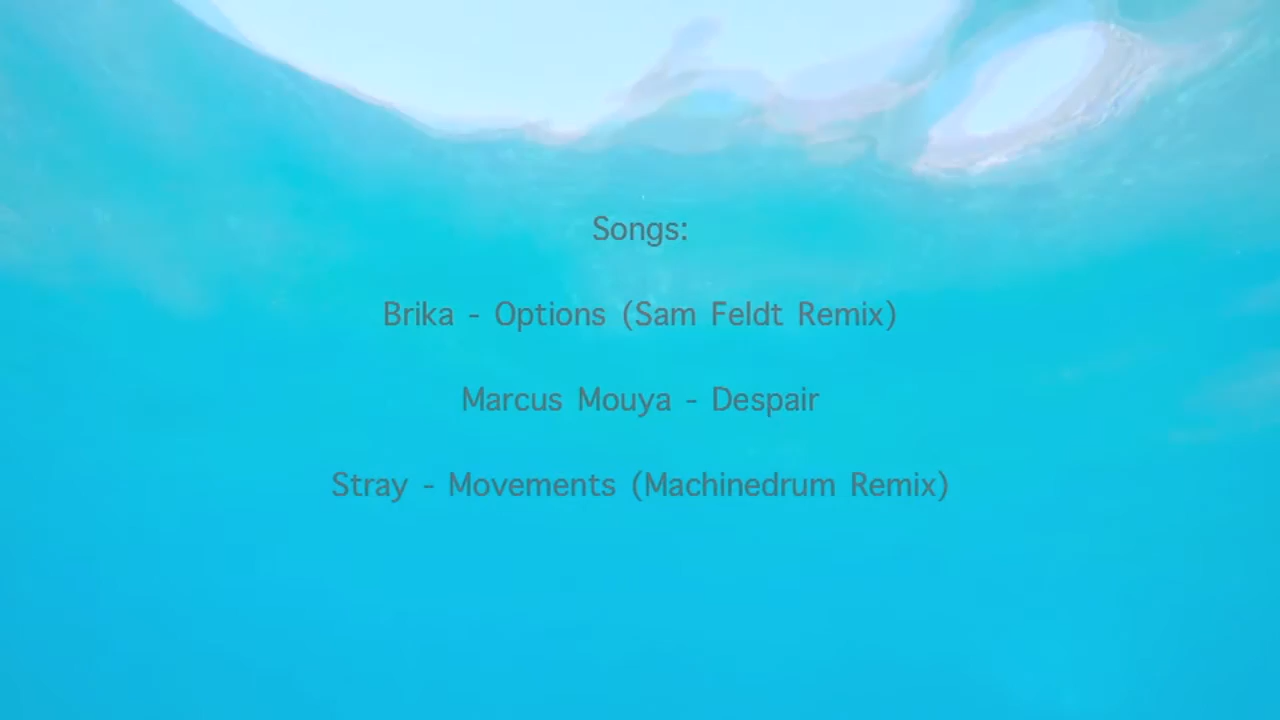 Songs:
Brika - Options (Sam Feldt Remix)
Marcus Mouya - Despair
Stray - Movements (Machinedrum Remix)